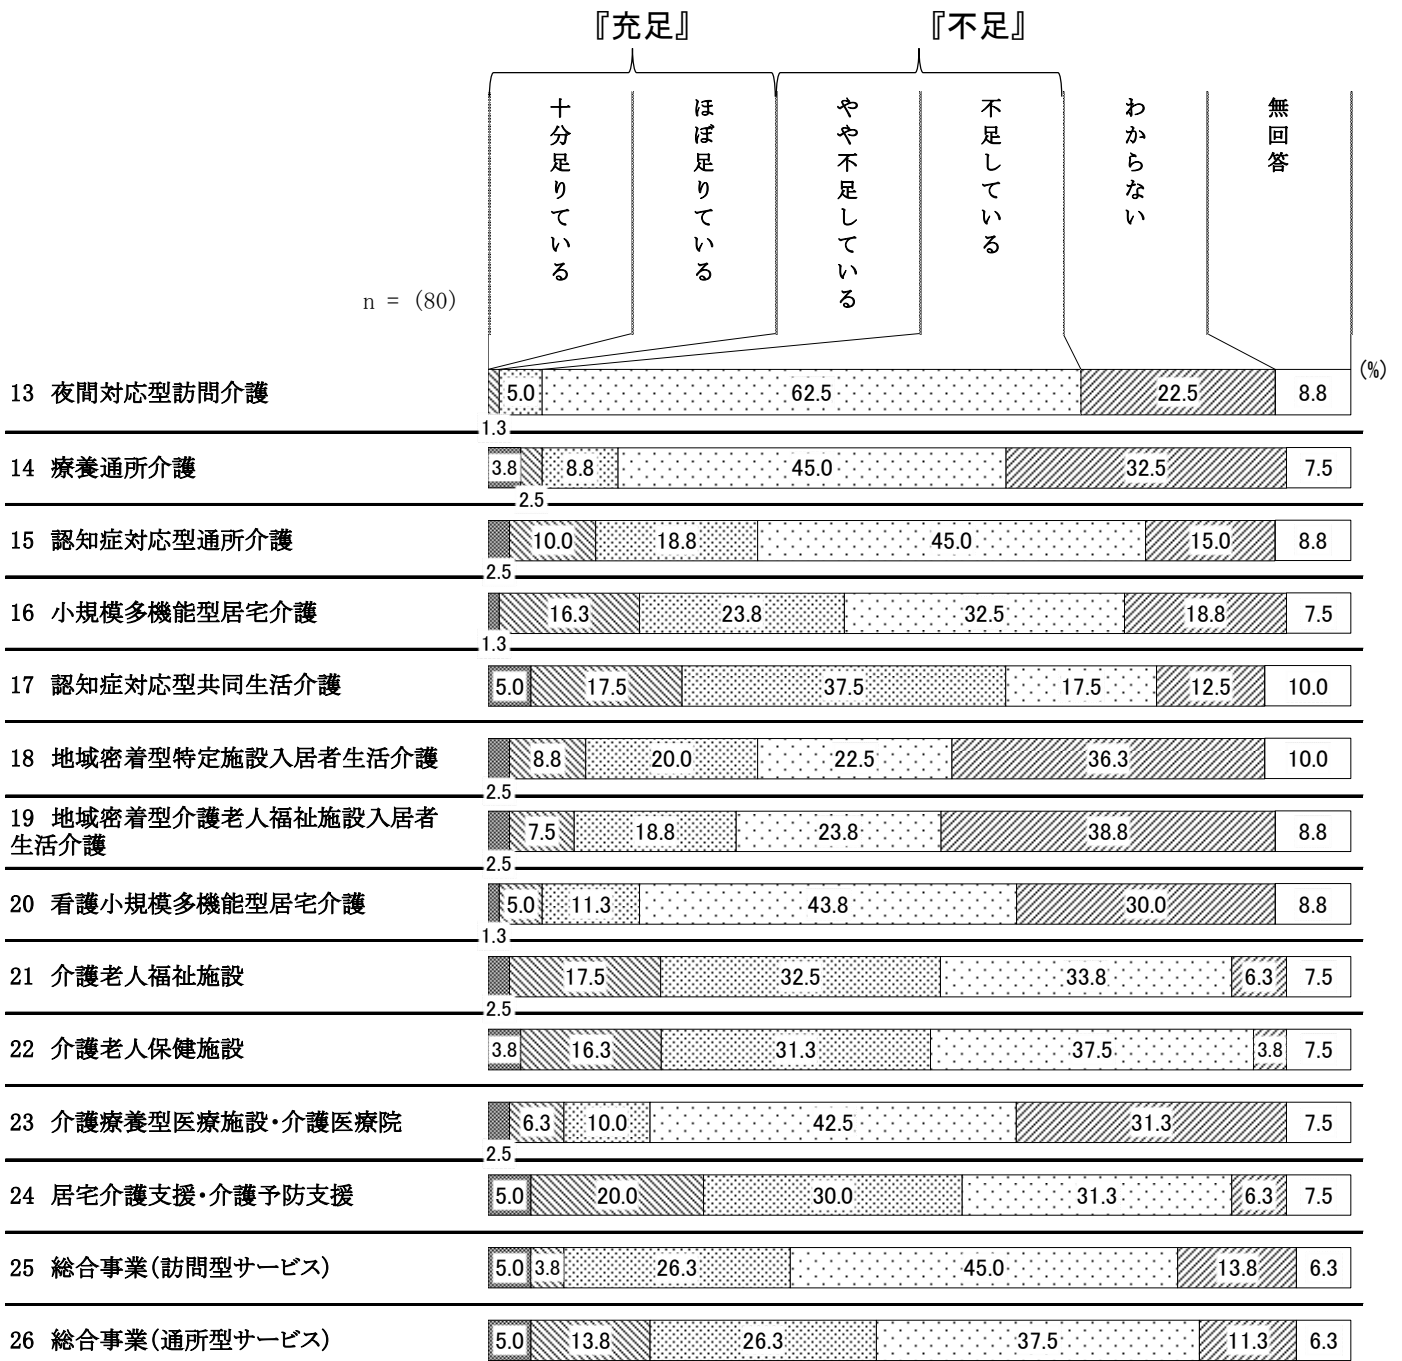 『充足』 『不足』
十分足りている
ほぼ足りている
やや不足している
不足している
わからない
無回答
n = (80)
(%)
13 夜間対応型訪問介護 5.0 62.5 22.5 8.8
1.3
14 療養通所介護 3.8 8.8 45.0 32.5 7.5
2.5
15 認知症対応型通所介護 10.0 18.8 45.0 15.0 8.8
2.5
16 小規模多機能型居宅介護 16.3 23.8 32.5 18.8 7.5
1.3
17 認知症対応型共同生活介護 5.0 17.5 37.5 17.5 12.5 10.0
18 地域密着型特定施設入居者生活介護 8.8 20.0 22.5 36.3 10.0
2.5
19 地域密着型介護老人福祉施設入居者
生活介護 7.5 18.8 23.8 38.8 8.8
2.5
20 看護小規模多機能型居宅介護 5.0 11.3 43.8 30.0 8.8
1.3
21 介護老人福祉施設 17.5 32.5 33.8 6.3 7.5
2.5
22 介護老人保健施設 3.8 16.3 31.3 37.5 3.8 7.5
23 介護療養型医療施設・介護医療院 6.3 10.0 42.5 31.3 7.5
2.5
24 居宅介護支援・介護予防支援 5.0 20.0 30.0 31.3 6.3 7.5
25 総合事業(訪問型サービス) 5.0 3.8 26.3 45.0 13.8 6.3
26 総合事業(通所型サービス) 5.0 13.8 26.3 37.5 11.3 6.3